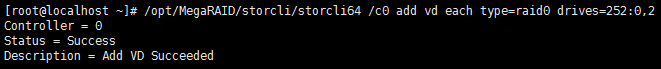 [root@localhost ~]# /opt/MegaRAID/storcli/storcli64 /c0 add vd each type=raid0 drives=252:0,2
Controller = 0
Status = Success
Description = Add VD Succeeded